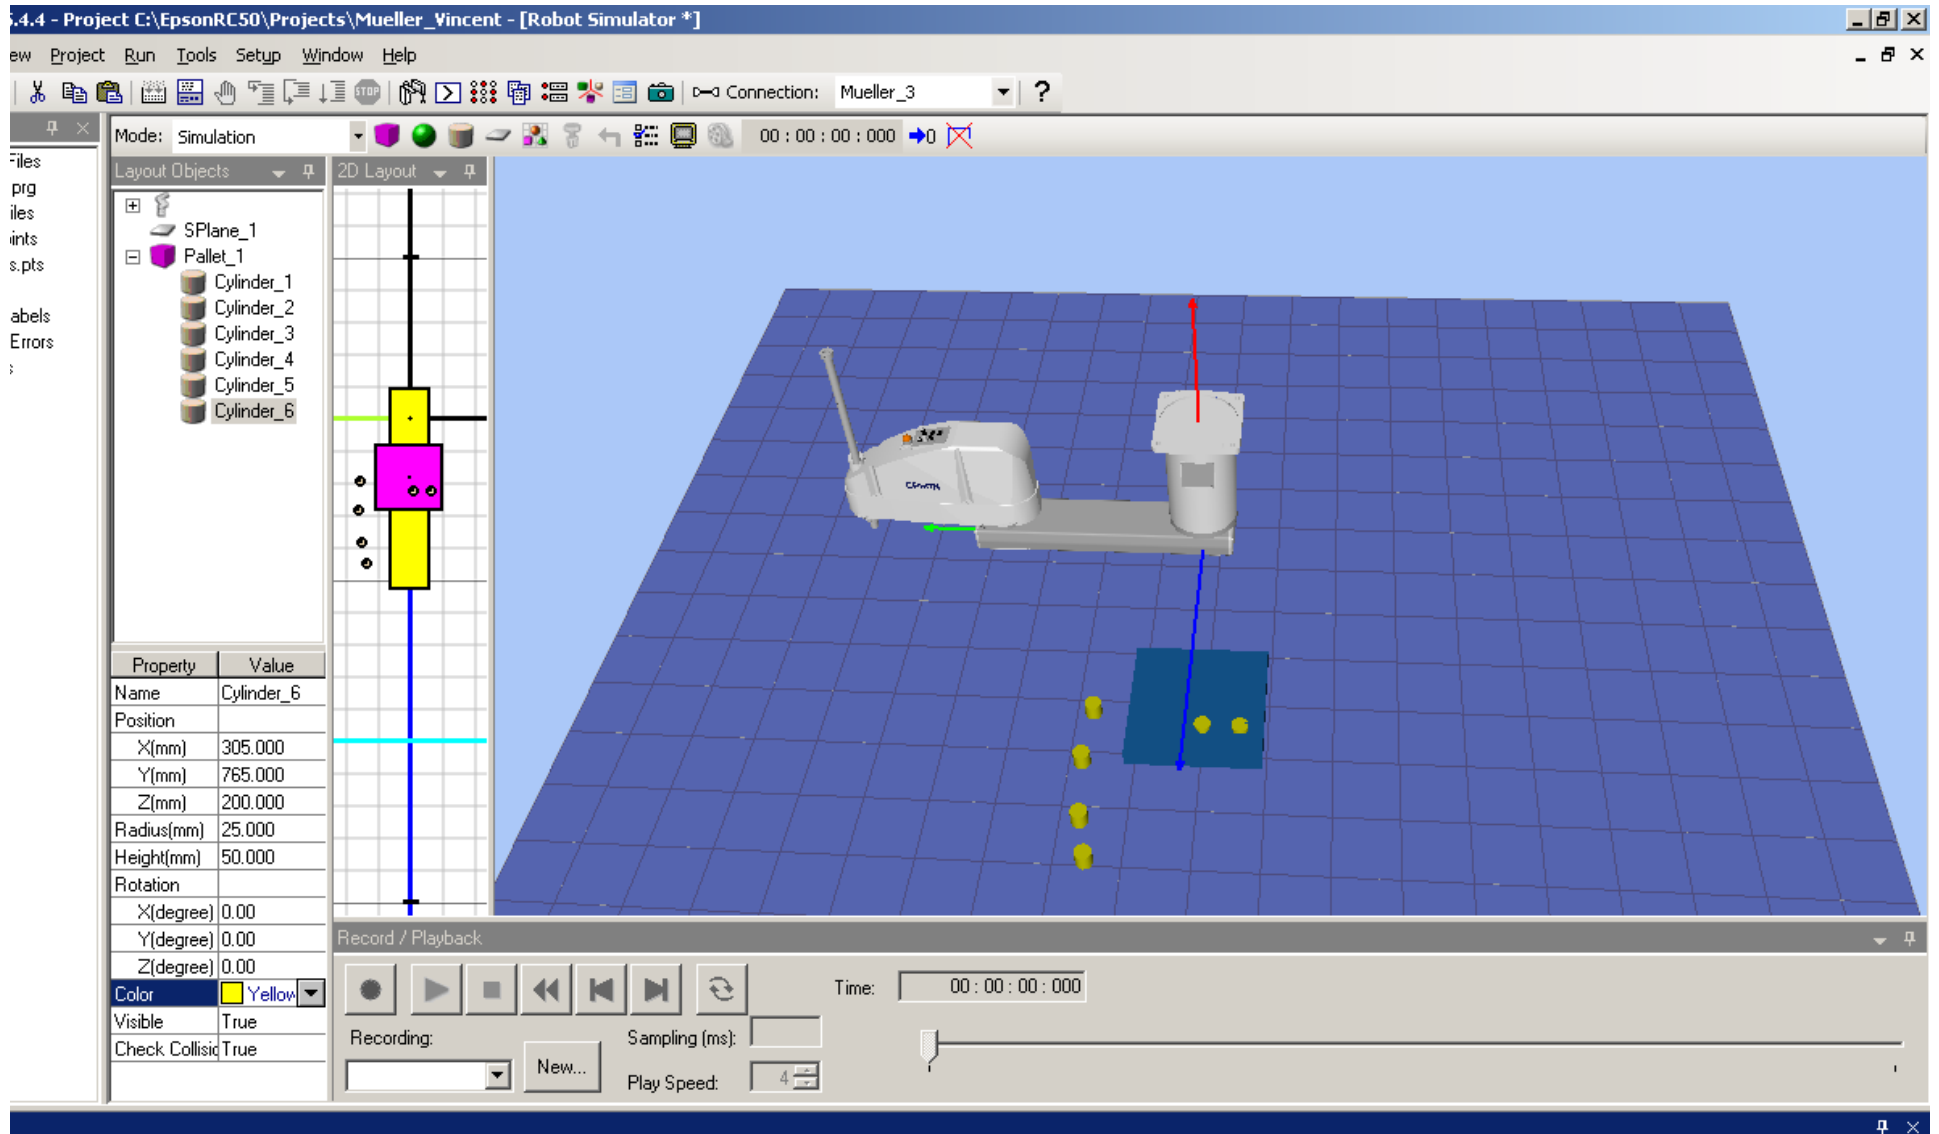 5.4.4 - Project C:\EpsonRC50\Projects\Mueller_Vincent - [Robot Simulator *]
ew Project Run Tools Setup Window Help
STOP Connection: Mueller_3 ?
Mode: Simulation 00 : 00 : 00 : 000 0
Files
prg
iles
ints
s.pts
abels
Errors
s
Layout Objects
SPlane_1
Pallet_1
Cylinder_1
Cylinder_2
Cylinder_3
Cylinder_4
Cylinder_5
Cylinder_6
2D Layout
Property Value
Name Cylinder_6
Position
X(mm) 305.000
Y(mm) 765.000
Z(mm) 200.000
Radius(mm) 25.000
Height(mm) 50.000
Rotation
X(degree) 0.00
Y(degree) 0.00
Z(degree) 0.00
Color Yellow
Visible True
Check Collisic True
Record / Playback
Time: 00 : 00 : 00 : 000
Recording:
New...
Sampling (ms):
Play Speed: 4